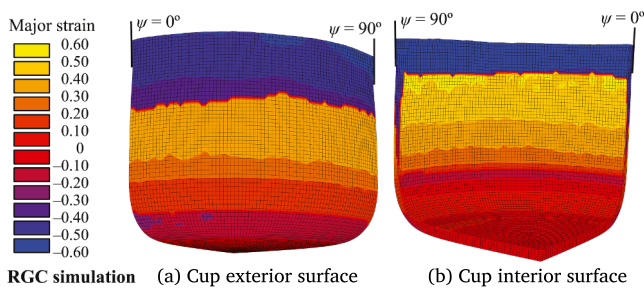 Major strain
0.60
0.50
0.40
0.30
0.20
0.10
0
–0.10
–0.20
–0.30
–0.40
–0.50
–0.60
RGC simulation
ψ = 0º
ψ = 90º
(a) Cup exterior surface
ψ = 90º
ψ = 0º
(b) Cup interior surface